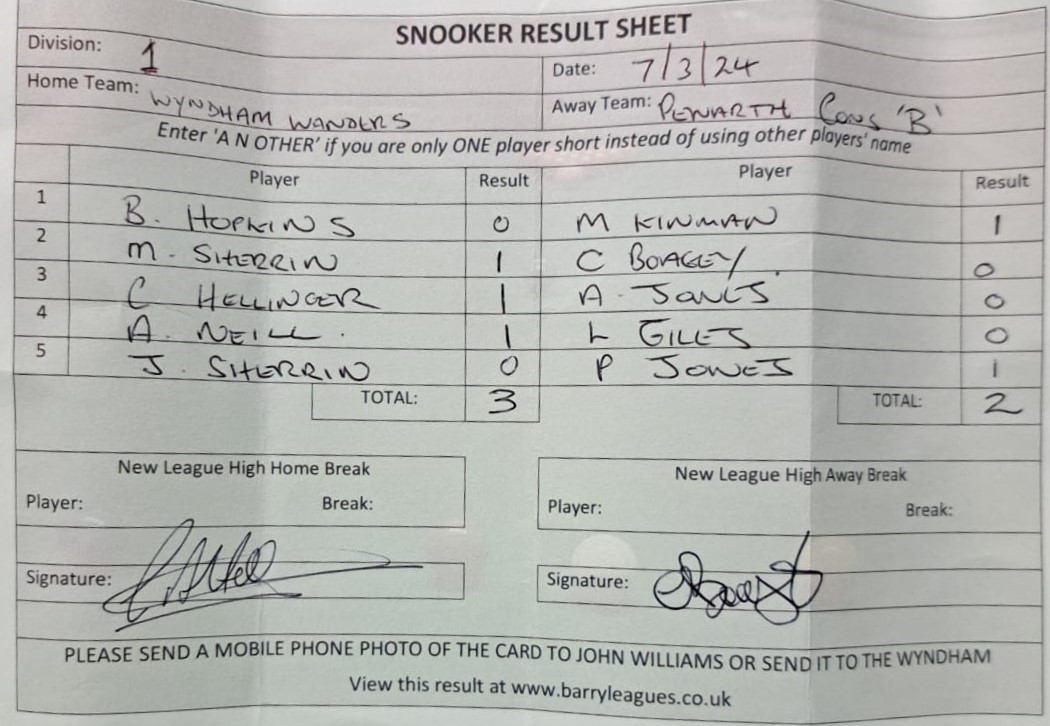 SNOOKER RESULT SHEET
Division: 1
Date: 7/3/24
Home Team: WYNDHAM WANDERS
Away Team: PENARTH CONS 'B'
Enter 'A N OTHER' if you are only ONE player short instead of using other players' name
Player Result Player Result
1 B. HOPKINS 0 M KINMAN 1
2 M. SHERRIN 1 C 0
3 C HELLINGER 1 A. JONES 0
4 A. NEILL. 1 L GILES 0
5 J. SHERRIN 0 P JONES 1
TOTAL: 3 TOTAL: 2
New League High Home Break New League High Away Break
Player: Break: Player: Break:
Signature: Signature:
PLEASE SEND A MOBILE PHONE PHOTO OF THE CARD TO JOHN WILLIAMS OR SEND IT TO THE WYNDHAM
View this result at www.barryleagues.co.uk